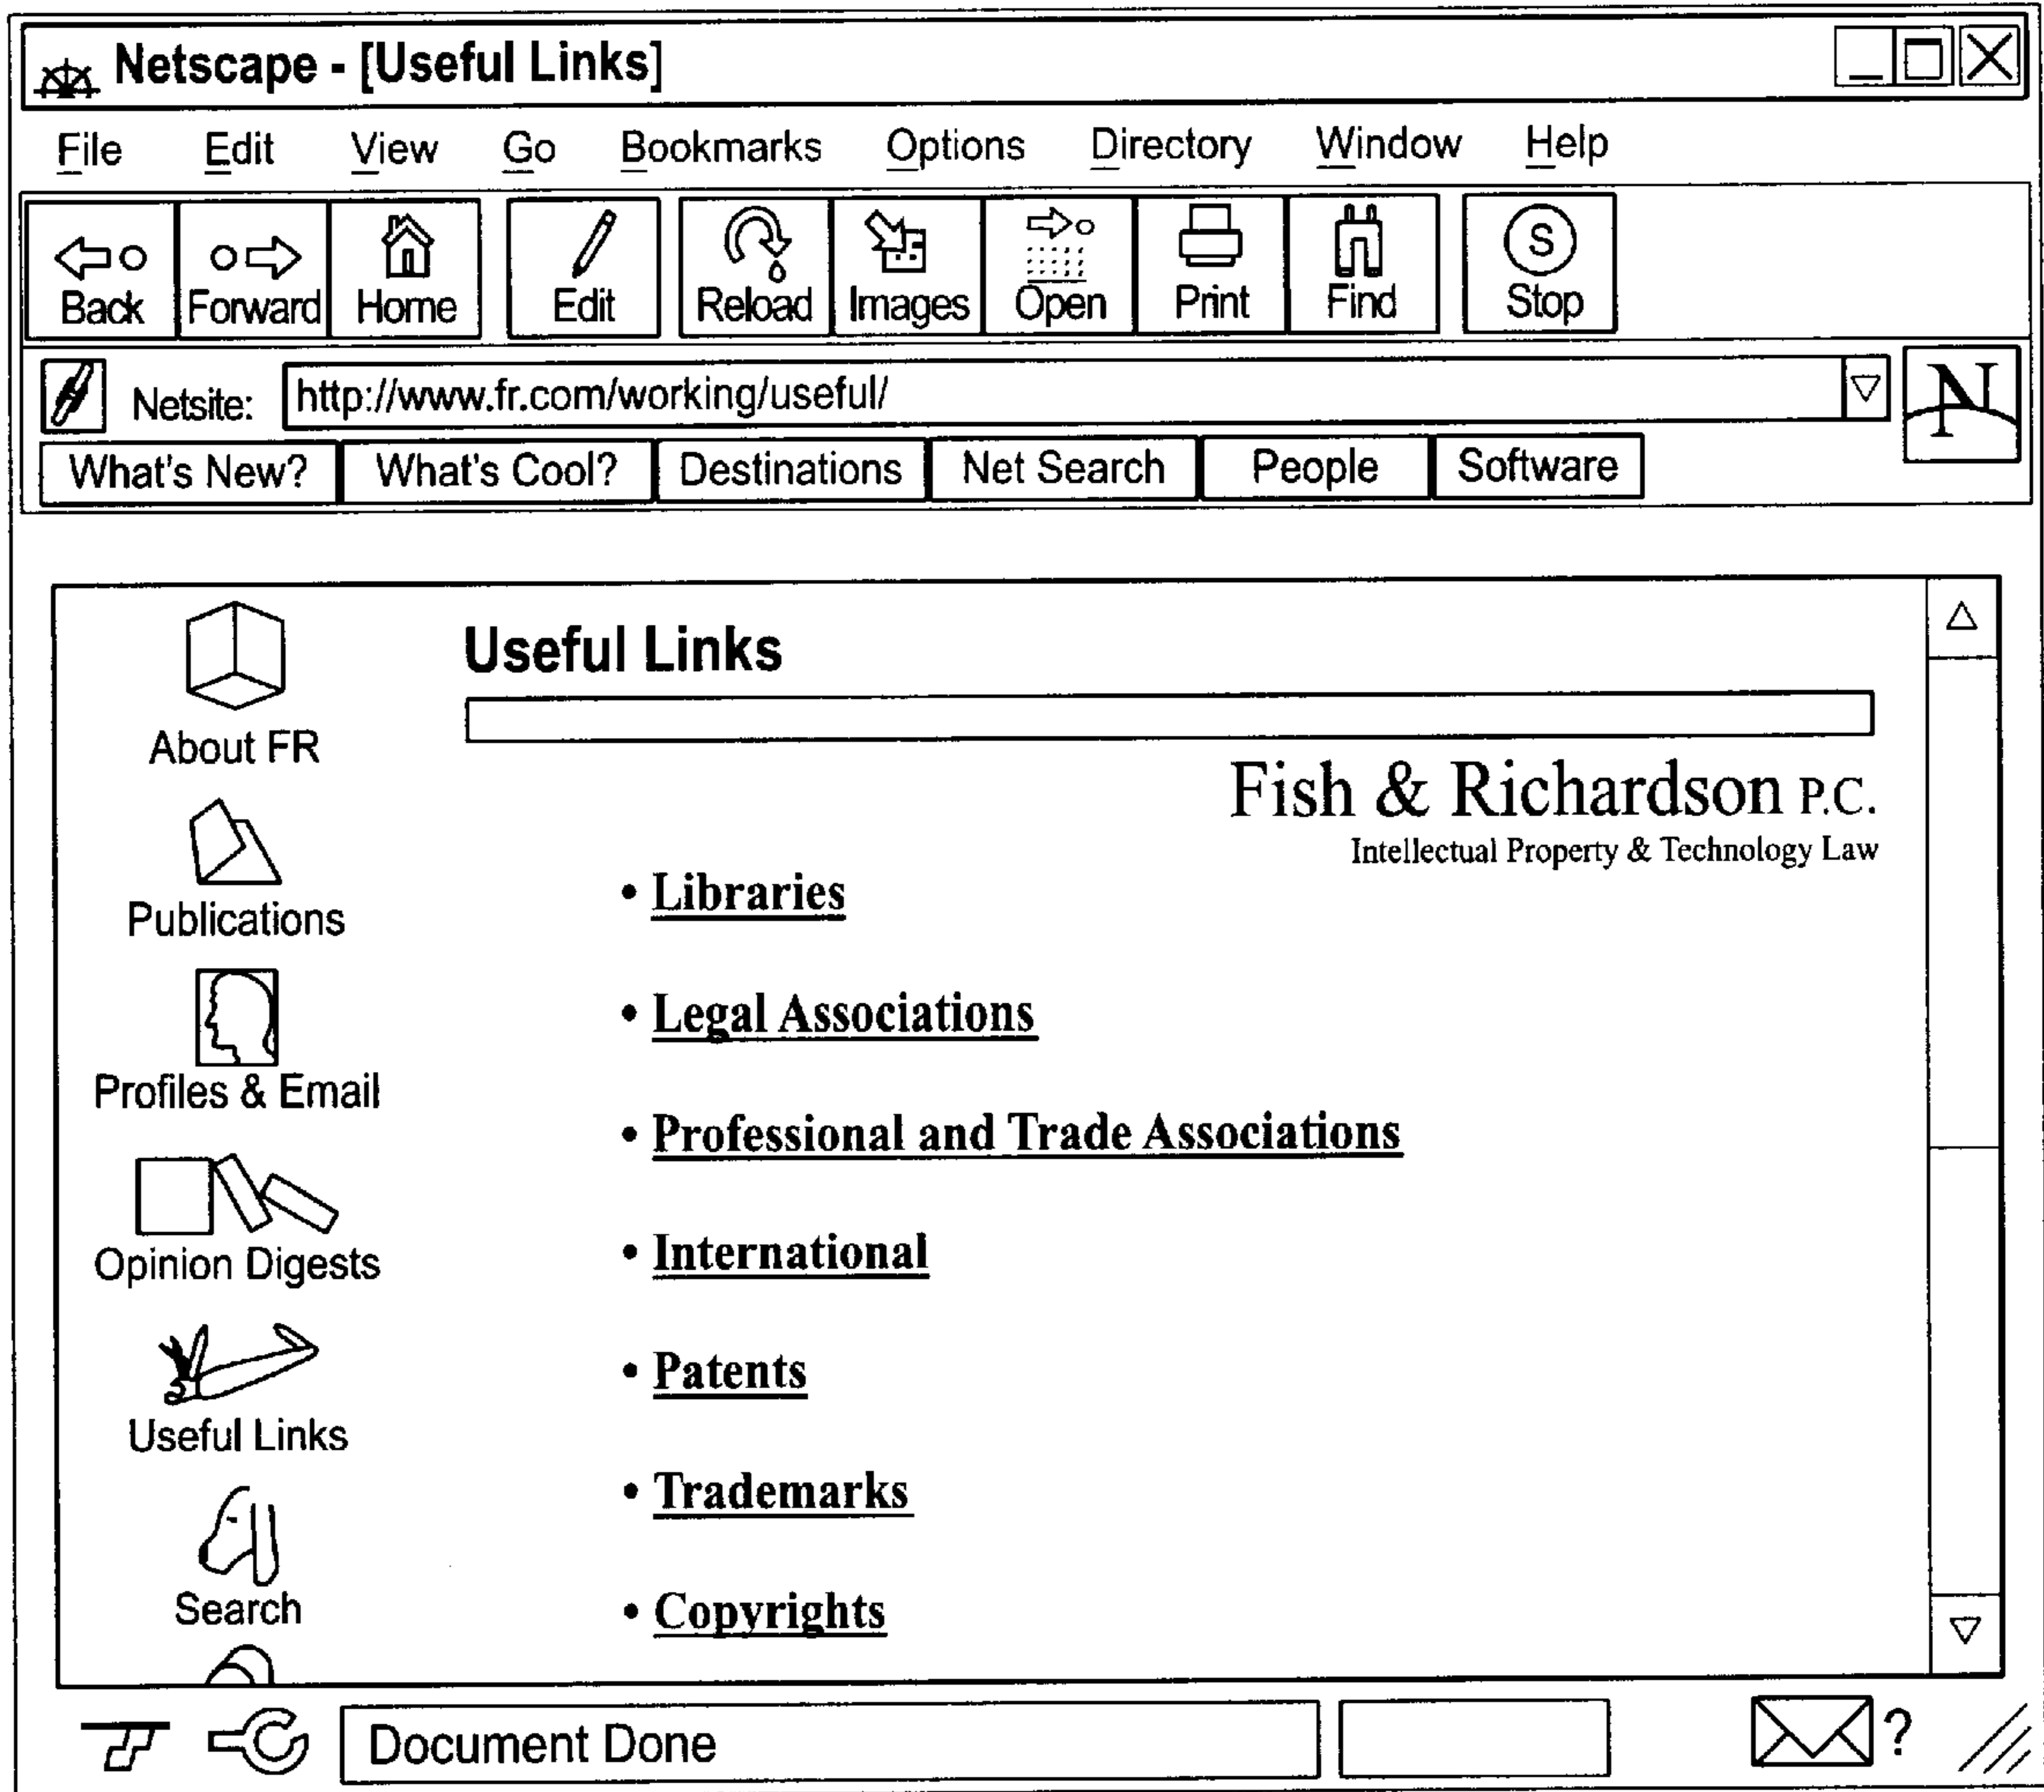 Netscape - [Useful Links]
File Edit View Go Bookmarks Options Directory Window Help
Back Forward Home Edit Reload Images Open Print Find S Stop
Netsite: http://www.fr.com/working/useful/ N
What's New? What's Cool? Destinations Net Search People Software
Useful Links
About FR
Fish & Richardson P.C.
Intellectual Property & Technology Law
• Libraries
Publications
• Legal Associations
Profiles & Email
• Professional and Trade Associations
Opinion Digests
• International
• Patents
Useful Links
• Trademarks
Search
• Copyrights
Document Done ?